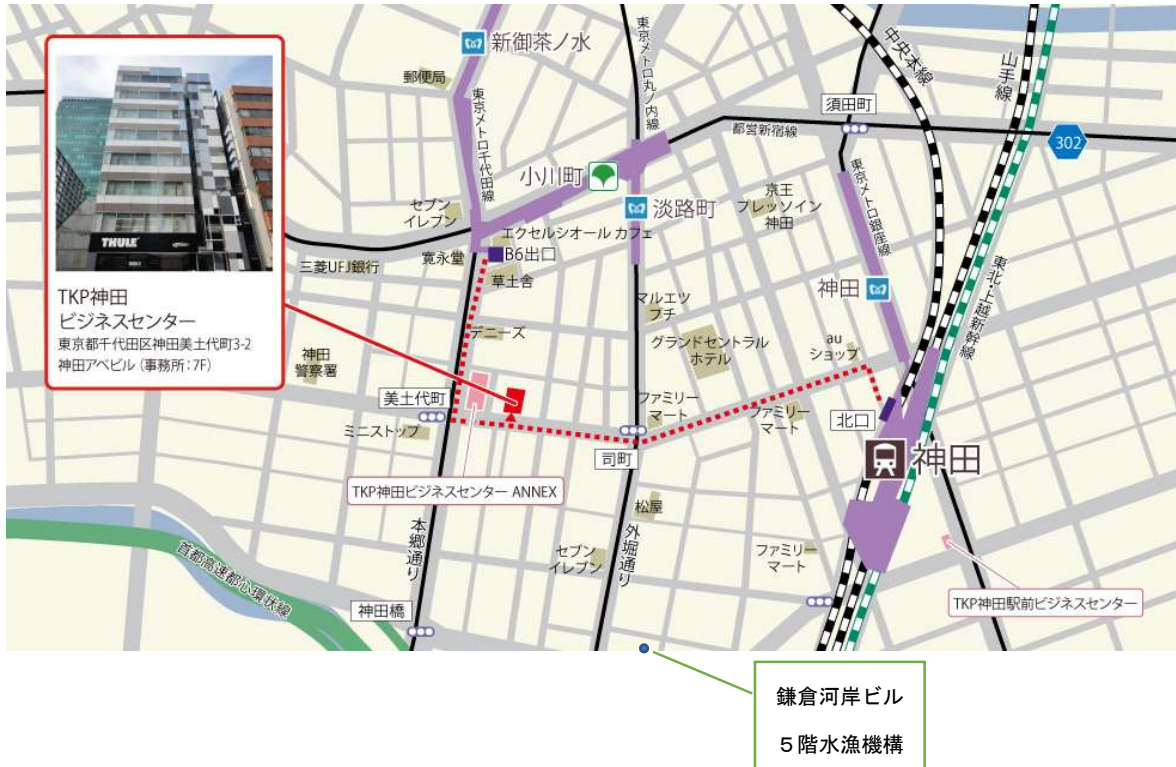 新御茶ノ水
郵便局
東京メトロ千代田線
東京メトロ丸ノ内線
中央本線
山手線
須田町
都営新宿線
302
小川町
淡路町
セブン
イレブン
エクセルシオール カフェ
京王
プレッソイン
神田
東京メトロ銀座線
東北・上越新幹線
THULE
TKP神田
ビジネスセンター
東京都千代田区神田美土代町3-2
神田アベビル (事務所:7F)
三菱UFJ銀行
寛永堂
B6出口
草土舎
マルエツ
プチ
神田
デニーズ
グランドセントラル
ホテル
au
ショップ
神田
警察署
美土代町
ミニストップ
ファミリー
マート
ファミリー
マート
北口
司町
神田
TKP神田ビジネスセンター ANNEX
本郷通り
松屋
外堀通り
セブン
イレブン
ファミリー
マート
首都高速都心環状線
神田橋
TKP神田駅前ビジネスセンター
鎌倉河岸ビル
５階水漁機構